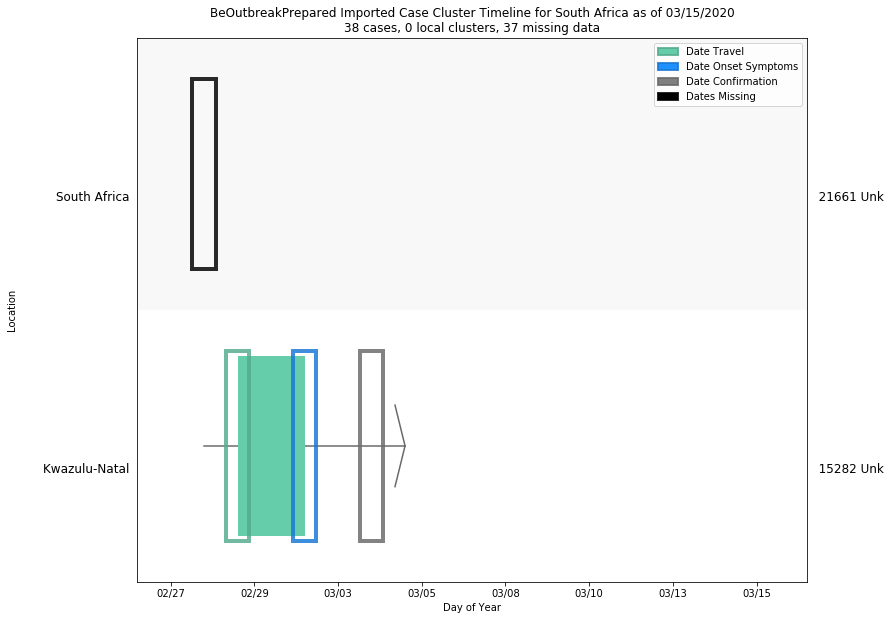 BeOutbreakPrepared Imported Case Cluster Timeline for South Africa as of 03/15/2020
38 cases, 0 local clusters, 37 missing data
Date Travel
Date Onset Symptoms
Date Confirmation
Dates Missing
South Africa
21661 Unk
Location
Kwazulu-Natal
15282 Unk
02/27 02/29 03/03 03/05 03/08 03/10 03/13 03/15
Day of Year